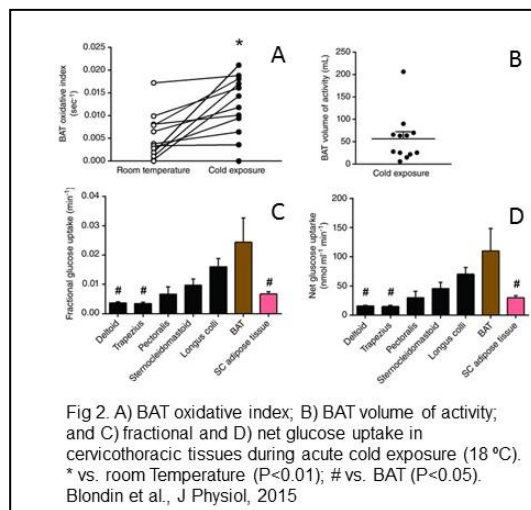 A
BAT oxidative index
(sec⁻¹)
0.025
0.020
0.015
0.010
0.005
0.000
*
Room temperature
Cold exposure
B
BAT volume of activity (mL)
250
200
150
100
50
0
Cold exposure
C
Fractional glucose uptake (min⁻¹)
0.04
0.03
0.02
0.01
0.00
# # #
Deltoid
Trapezius
Pectoralis
Sternocleidomastoid
Longus colli
BAT
SC adipose tissue
D
Net gluscose uptarke
(nmol ml⁻¹ min⁻¹)
200
150
100
50
0
# # #
Deltoid
Trapezius
Pectoralis
Sternocleidomastoid
Longus colli
BAT
SC adipose tissue
Fig 2. A) BAT oxidative index; B) BAT volume of activity;
and C) fractional and D) net glucose uptake in
cervicothoracic tissues during acute cold exposure (18 ºC).
* vs. room Temperature (P<0.01); # vs. BAT (P<0.05).
Blondin et al., J Physiol, 2015